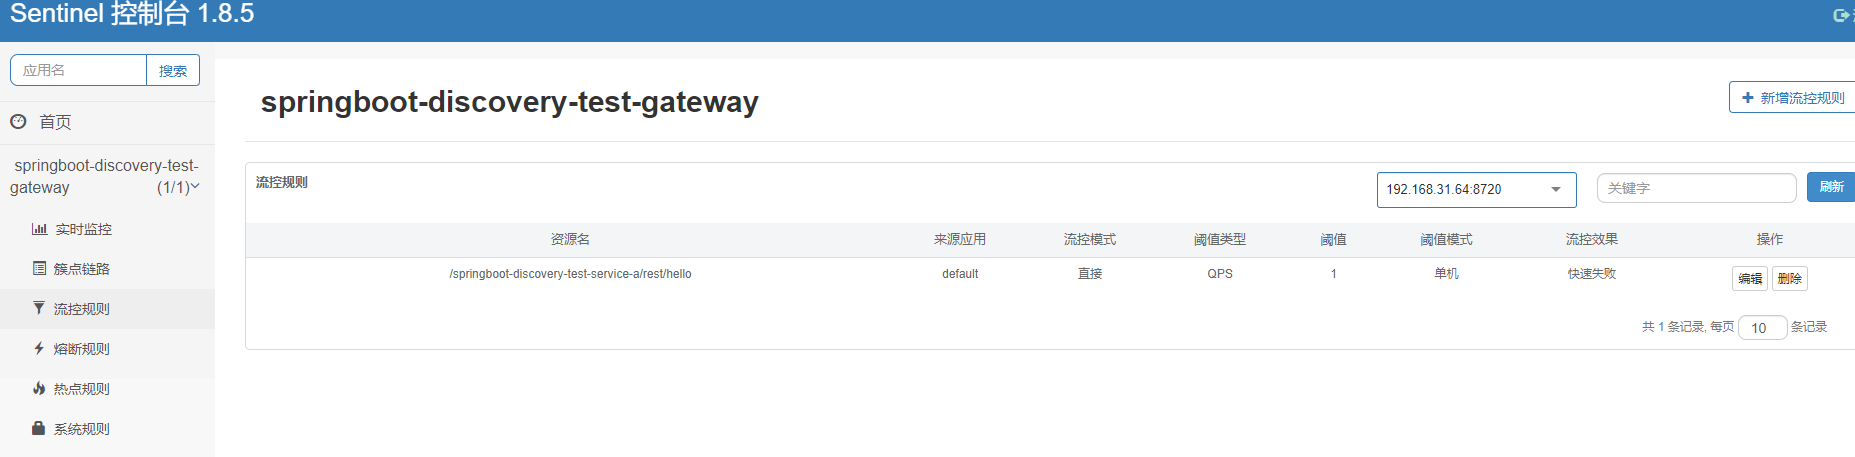 Sentinel 控制台 1.8.5
应用名
搜索
首页
springboot-discovery-test-
gateway (1/1)
实时监控
簇点链路
流控规则
熔断规则
热点规则
系统规则
springboot-discovery-test-gateway
新增流控规则
流控规则
192.168.31.64:8720
关键字
刷新
资源名 来源应用 流控模式 阈值类型 阈值 阈值模式 流控效果 操作
/springboot-discovery-test-service-a/rest/hello default 直接 QPS 1 单机 快速失败 编辑 删除
共 1 条记录, 每页 10 条记录